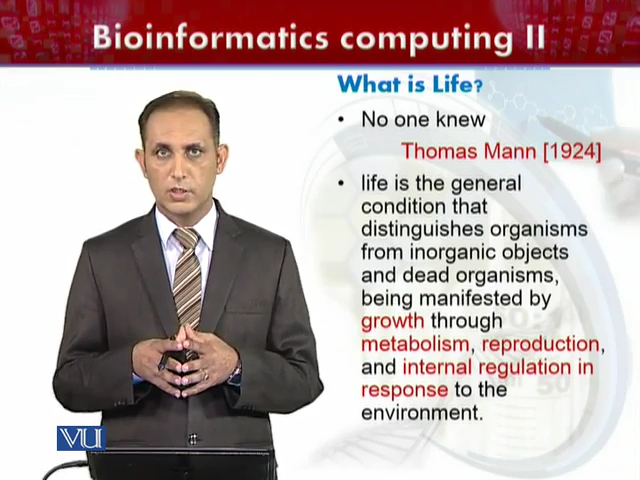 Bioinformatics computing II
What is Life?
• No one knew
Thomas Mann [1924]
• life is the general
condition that
distinguishes organisms
from inorganic objects
and dead organisms,
being manifested by
growth through
metabolism, reproduction,
and internal regulation in
response to the
environment.
VU